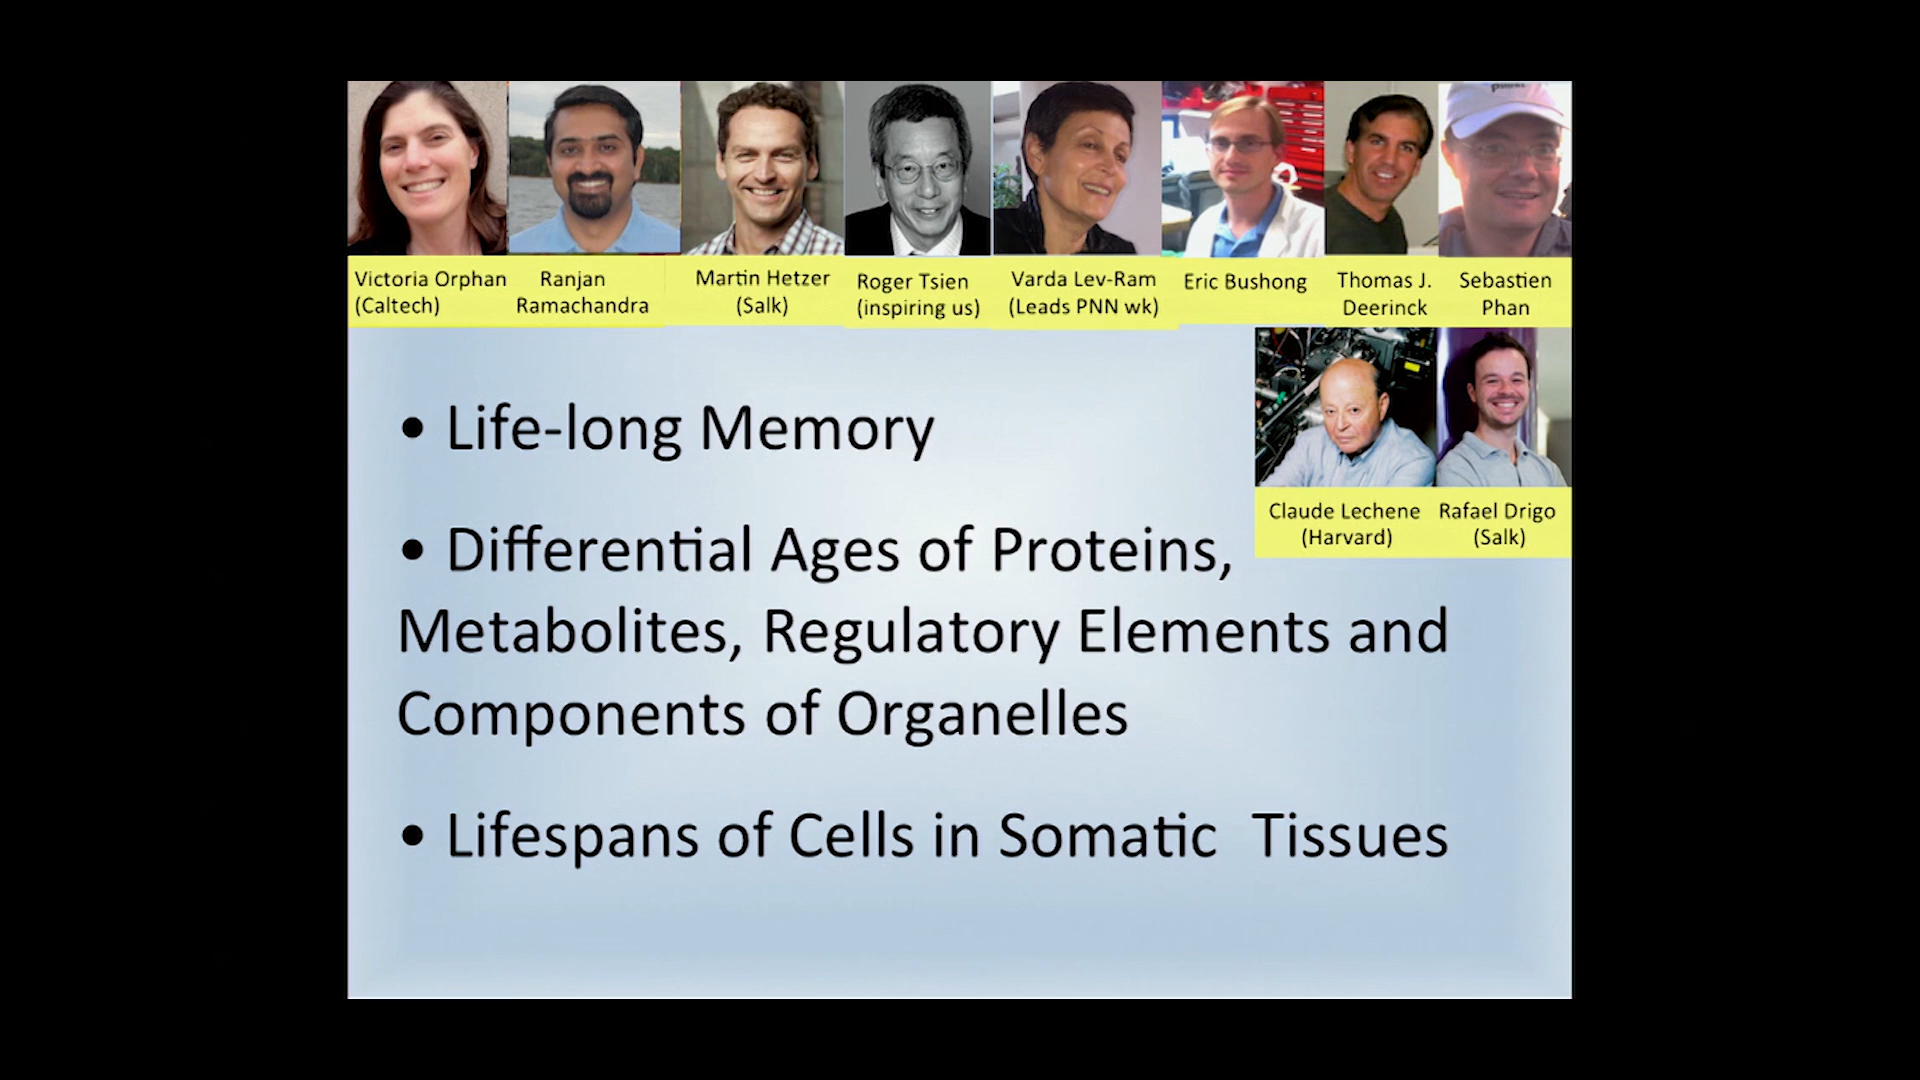 Victoria Orphan
(Caltech)
Ranjan
Ramachandra
Martin Hetzer
(Salk)
Roger Tsien
(inspiring us)
Varda Lev-Ram
(Leads PNN wk)
Eric Bushong
Thomas J.
Deerinck
Sebastien
Phan
Claude Lechene
(Harvard)
Rafael Drigo
(Salk)
• Life-long Memory
• Differential Ages of Proteins,
Metabolites, Regulatory Elements and
Components of Organelles
• Lifespans of Cells in Somatic Tissues